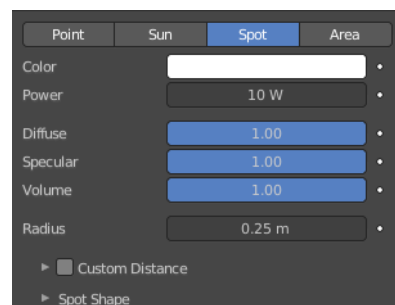 Point Sun Spot Area
Color
Power 10 W
Diffuse 1.00
Specular 1.00
Volume 1.00
Radius 0.25 m
Custom Distance
Spot Shape